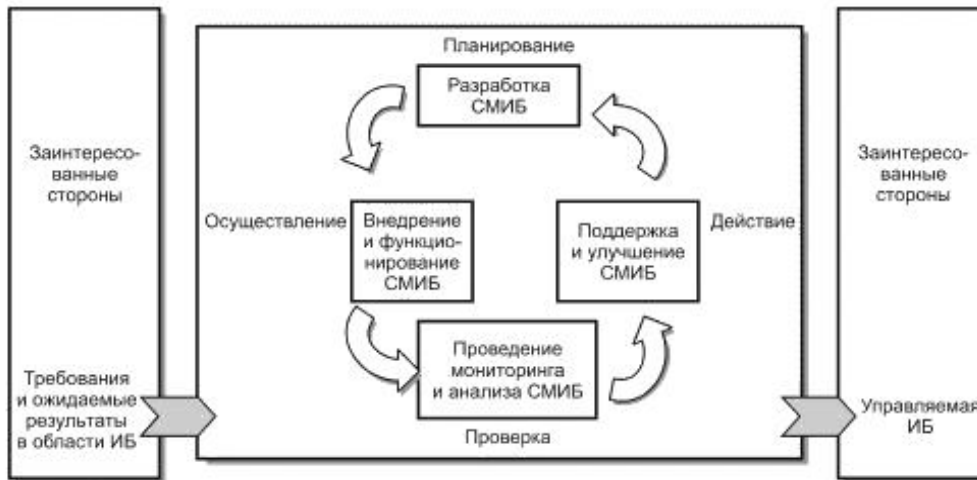 Заинтересо-
ванные
стороны
Требования
и ожидаемые
результаты
в области ИБ
Планирование
Разработка
СМИБ
Осуществление
Внедрение
и функцио-
нирование
СМИБ
Поддержка
и улучшение
СМИБ
Действие
Проведение
мониторинга
и анализа СМИБ
Проверка
Заинтересо-
ванные
стороны
Управляемая
ИБ